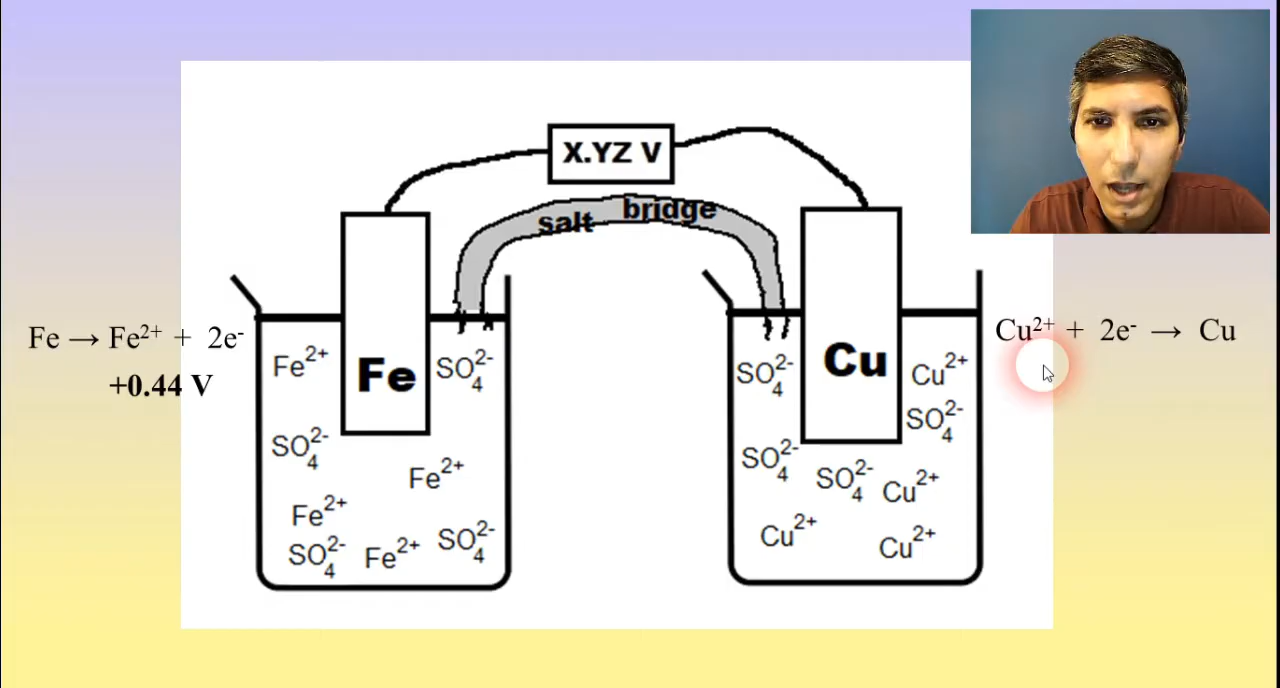 X.YZ V
salt bridge
Fe → Fe²⁺ + 2e⁻
+0.44 V
Cu²⁺ + 2e⁻ → Cu
Fe²⁺
Fe
SO₄²⁻
SO₄²⁻
Fe²⁺
Fe²⁺
SO₄²⁻
Fe²⁺
SO₄²⁻
SO₄²⁻
Cu
Cu²⁺
SO₄²⁻
SO₄²⁻
SO₄²⁻
Cu²⁺
Cu²⁺
Cu²⁺